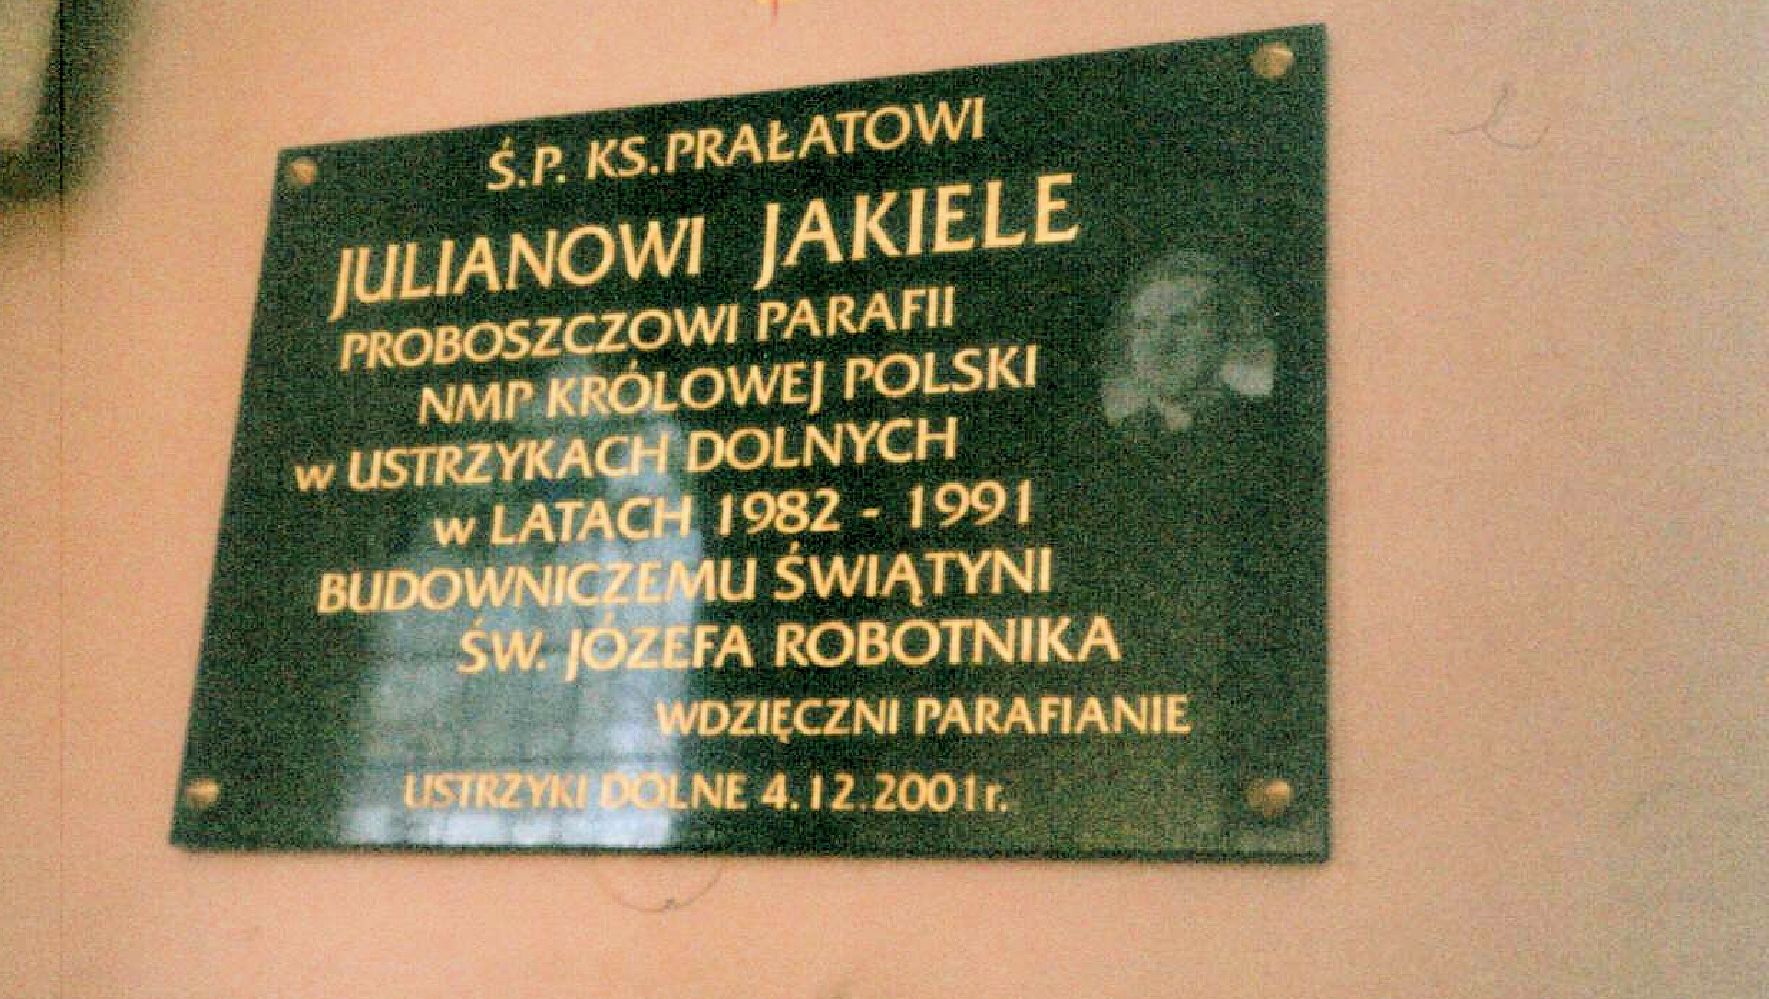 Ś.P. KS. PRAŁATOWI
JULIANOWI JAKIELE
PROBOSZCZOWI PARAFII
NMP KRÓLOWEJ POLSKI
w USTRZYKACH DOLNYCH
w LATACH 1982 - 1991
BUDOWNICZEMU ŚWIĄTYNI
ŚW. JÓZEFA ROBOTNIKA
WDZIĘCZNI PARAFIANIE
USTRZYKI DOLNE 4.12.2001r.